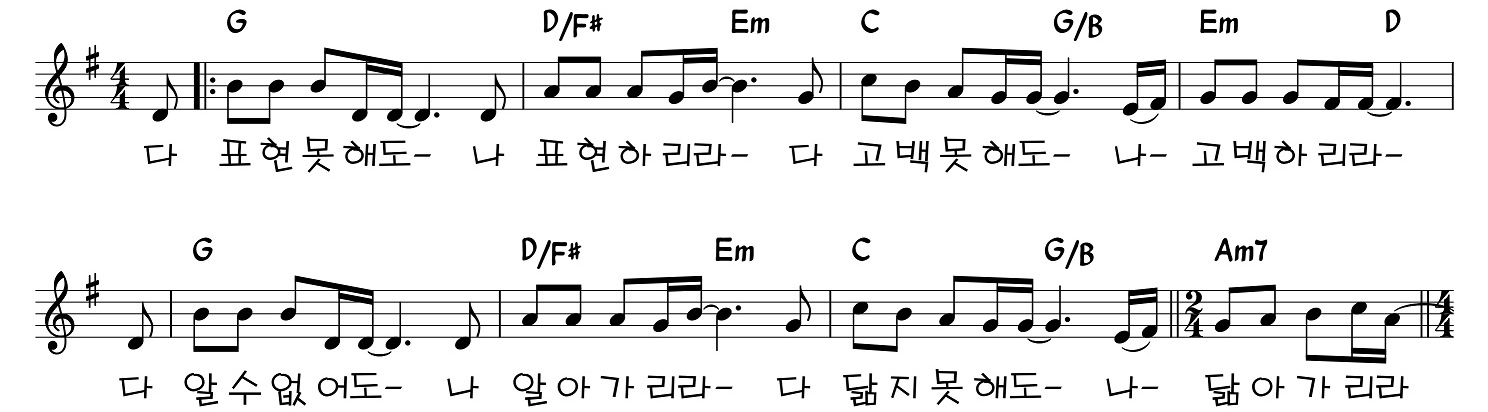 G D/F# Em C G/B Em D
4 4
다 표현못해도- 나 표현하리라- 다 고백못해도- 나- 고백하리라-
G D/F# Em C G/B Am7
2 4 4 4
다 알수없어도- 나 알아가리라- 다 닮지못해도- 나- 닮아가리라